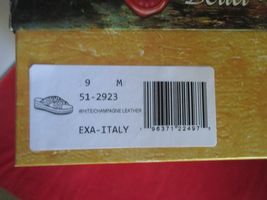 9 M
51-2923
WHITE/CHAMPAGNE LEATHER
EXA-ITALY